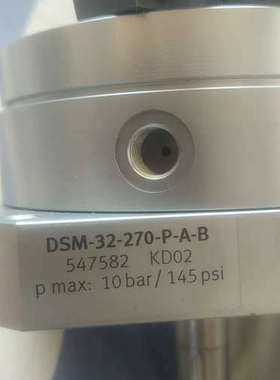 DSM-32-270-P-A-B
547582 KD02
p max: 10 bar/ 145 psi